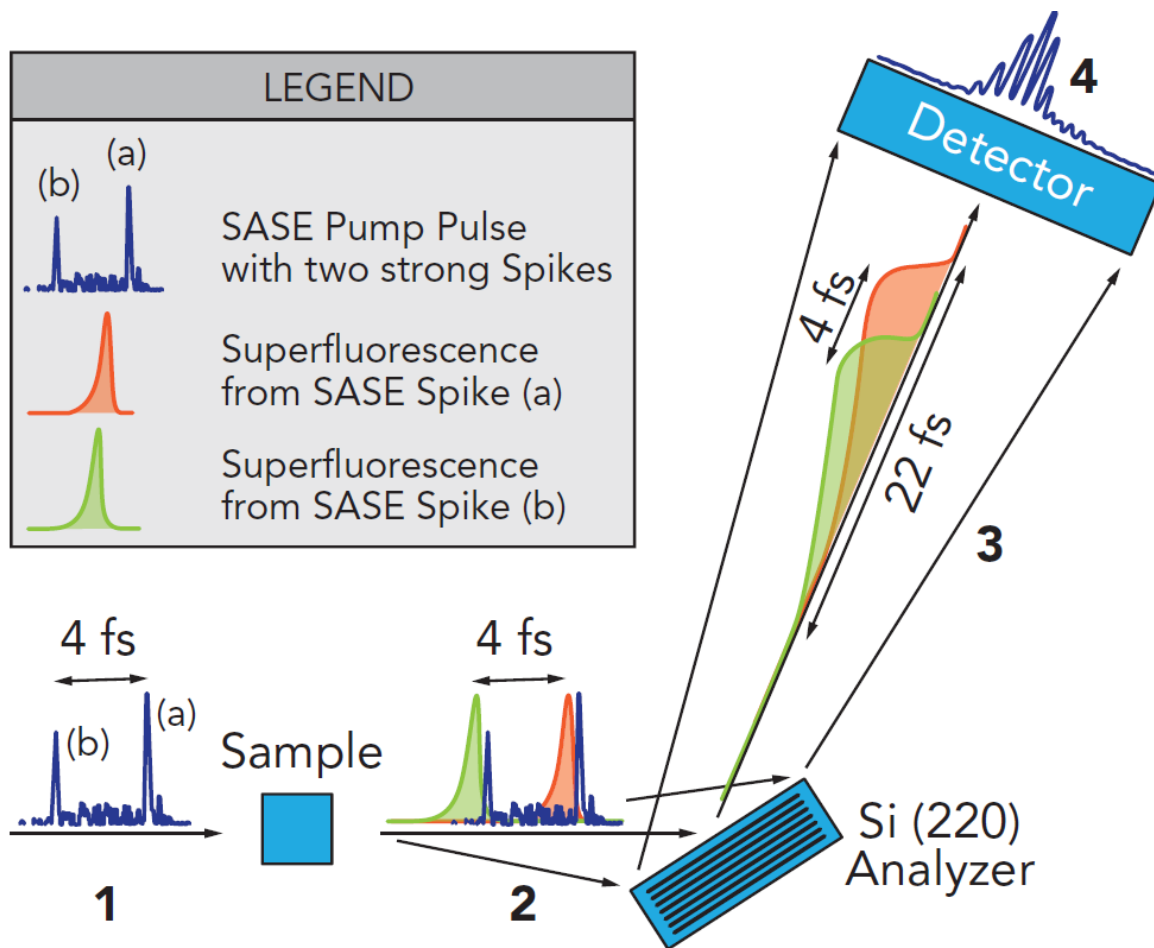 LEGEND
(a)
(b)
SASE Pump Pulse
with two strong Spikes
Superfluorescence
from SASE Spike (a)
Superfluorescence
from SASE Spike (b)
4
Detector
4 fs
22 fs
3
4 fs
(a)
(b)
Sample
4 fs
Si (220)
Analyzer
1
2